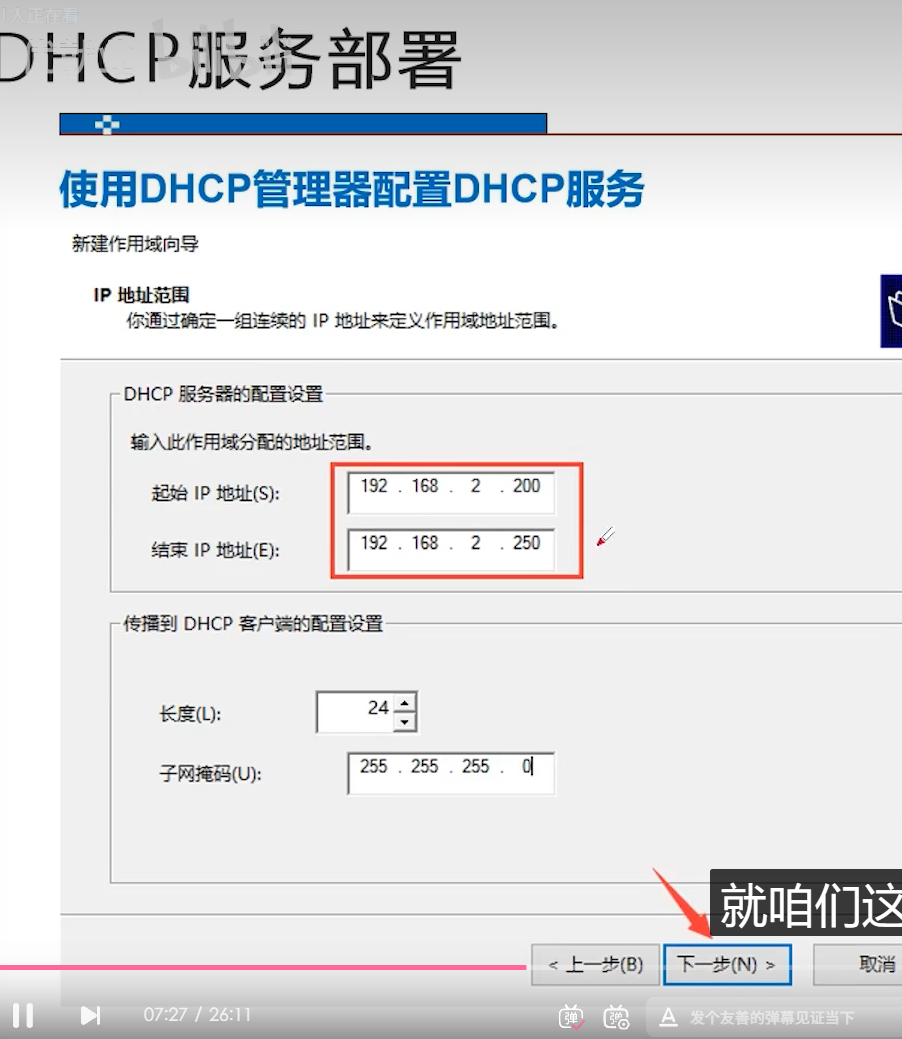 1人正在看
DHCP服务部署
使用DHCP管理器配置DHCP服务
新建作用域向导
IP 地址范围
你通过确定一组连续的 IP 地址来定义作用域地址范围。
DHCP 服务器的配置设置
输入此作用域分配的地址范围。
起始 IP 地址(S):
192 . 168 . 2 . 200
结束 IP 地址(E):
192 . 168 . 2 . 250
传播到 DHCP 客户端的配置设置
长度(L):
24
子网掩码(U):
255 . 255 . 255 . 0
就咱们这
< 上一步(B)
下一步(N) >
取消
07:27 / 26:11
弹
弹
A
发个友善的弹幕见证当下